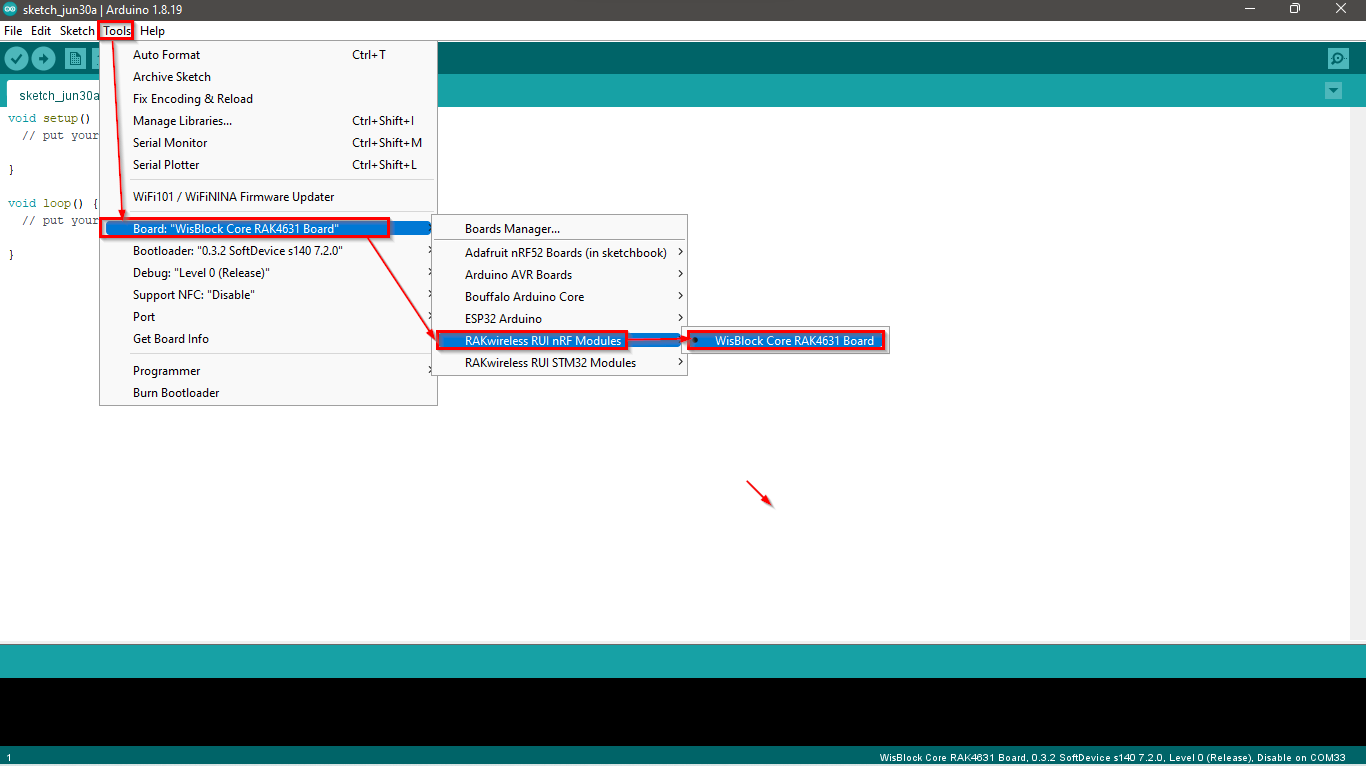 sketch_jun30a | Arduino 1.8.19
File Edit Sketch Tools Help
Auto Format Ctrl+T
Archive Sketch
Fix Encoding & Reload
Manage Libraries... Ctrl+Shift+I
Serial Monitor Ctrl+Shift+M
Serial Plotter Ctrl+Shift+L
WiFi101 / WiFiNINA Firmware Updater
Board: "WisBlock Core RAK4631 Board"
Bootloader: "0.3.2 SoftDevice s140 7.2.0"
Debug: "Level 0 (Release)"
Support NFC: "Disable"
Port
Get Board Info
Programmer
Burn Bootloader
Boards Manager...
Adafruit nRF52 Boards (in sketchbook)
Arduino AVR Boards
Bouffalo Arduino Core
ESP32 Arduino
RAKwireless RUI nRF Modules
RAKwireless RUI STM32 Modules
WisBlock Core RAK4631 Board
sketch_jun30a
void setup()
// put your
}
void loop() {
// put your
}
1
WisBlock Core RAK4631 Board, 0.3.2 SoftDevice s140 7.2.0, Level 0 (Release), Disable on COM33